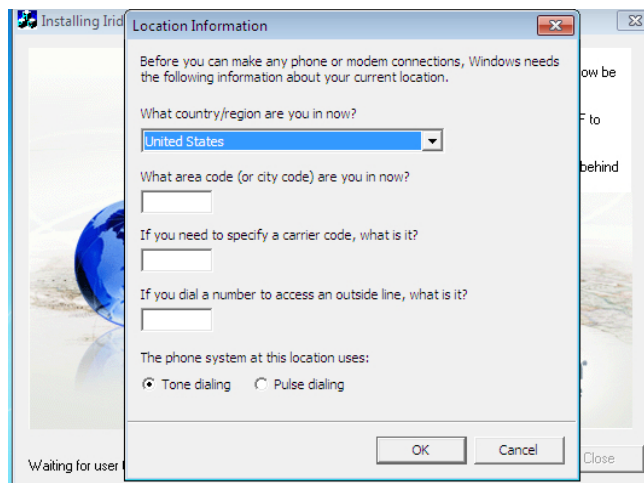 Installing Irid
Location Information
Before you can make any phone or modem connections, Windows needs
the following information about your current location.
ow be
What country/region are you in now?
F to
United States
behind
What area code (or city code) are you in now?
If you need to specify a carrier code, what is it?
If you dial a number to access an outside line, what is it?
The phone system at this location uses:
Tone dialing Pulse dialing
OK Cancel
Close
Waiting for user